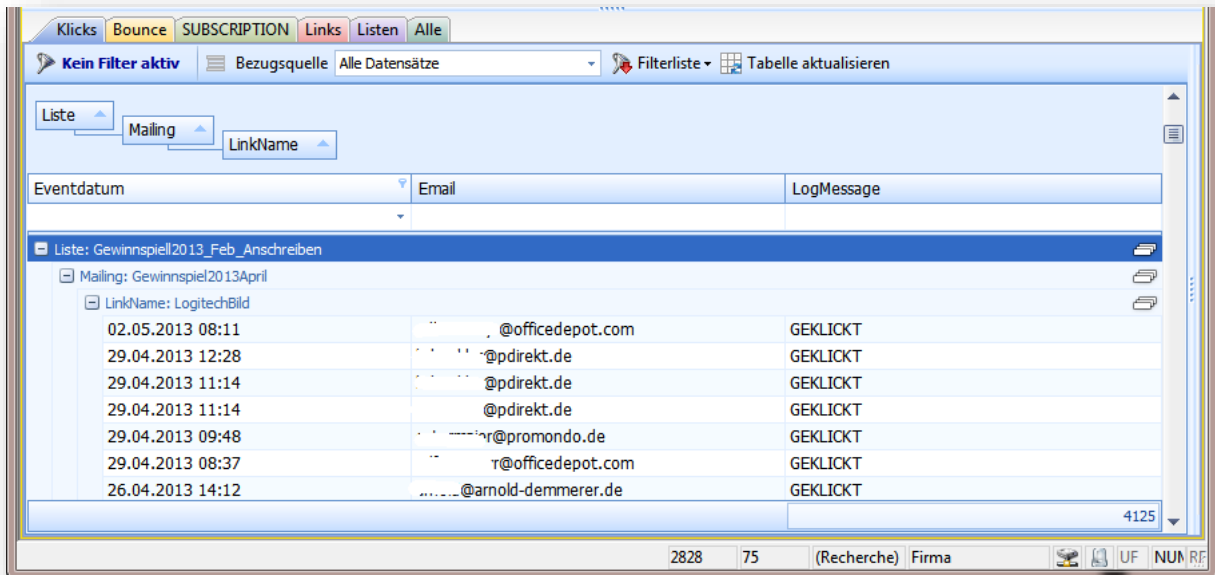 Klicks Bounce SUBSCRIPTION Links Listen Alle
Kein Filter aktiv Bezugsquelle Alle Datensätze Filterliste Tabelle aktualisieren
Liste
Mailing
LinkName
Eventdatum Email LogMessage
Liste: Gewinnspiell2013_Feb_Anschreiben
Mailing: Gewinnspiel2013April
LinkName: LogitechBild
02.05.2013 08:11 @officedepot.com GEKLICKT
29.04.2013 12:28 @pdirekt.de GEKLICKT
29.04.2013 11:14 @pdirekt.de GEKLICKT
29.04.2013 11:14 @pdirekt.de GEKLICKT
29.04.2013 09:48 @promondo.de GEKLICKT
29.04.2013 08:37 r@officedepot.com GEKLICKT
26.04.2013 14:12 @arnold-demmerer.de GEKLICKT
4125
2828 75 (Recherche) Firma UF NUM RF